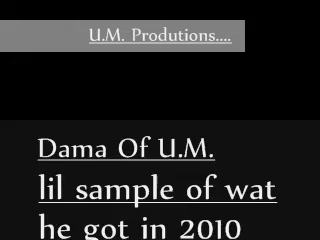 U.M. Produtions....
Dama Of U.M.
lil sample of wat
he got in 2010